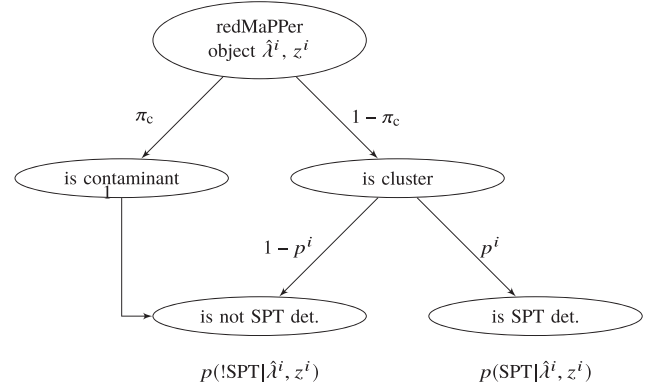 redMaPPer
object λ̂ⁱ, zⁱ
π_c
1 − π_c
is contaminant
1
is cluster
1 − pⁱ
pⁱ
is not SPT det.
is SPT det.
p(!SPT|λ̂ⁱ, zⁱ)
p(SPT|λ̂ⁱ, zⁱ)